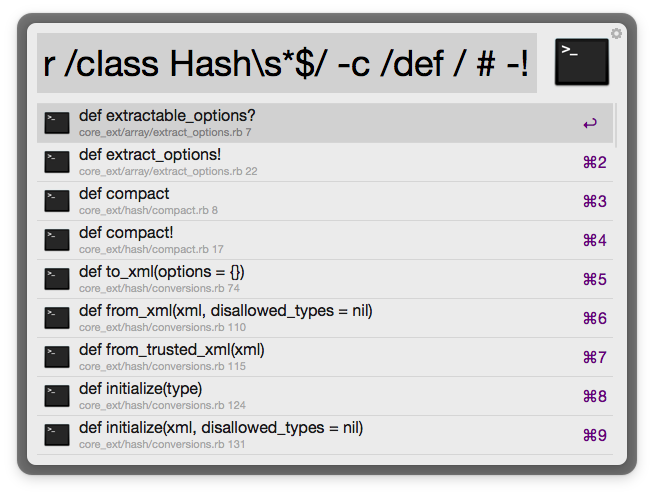 r /class Hash\s*$/ -c /def / # -!
>_
>_ def extractable_options? ↩
core_ext/array/extract_options.rb 7
>_ def extract_options! ⌘2
core_ext/array/extract_options.rb 22
>_ def compact ⌘3
core_ext/hash/compact.rb 8
>_ def compact! ⌘4
core_ext/hash/compact.rb 17
>_ def to_xml(options = {}) ⌘5
core_ext/hash/conversions.rb 74
>_ def from_xml(xml, disallowed_types = nil) ⌘6
core_ext/hash/conversions.rb 110
>_ def from_trusted_xml(xml) ⌘7
core_ext/hash/conversions.rb 115
>_ def initialize(type) ⌘8
core_ext/hash/conversions.rb 124
>_ def initialize(xml, disallowed_types = nil) ⌘9
core_ext/hash/conversions.rb 131